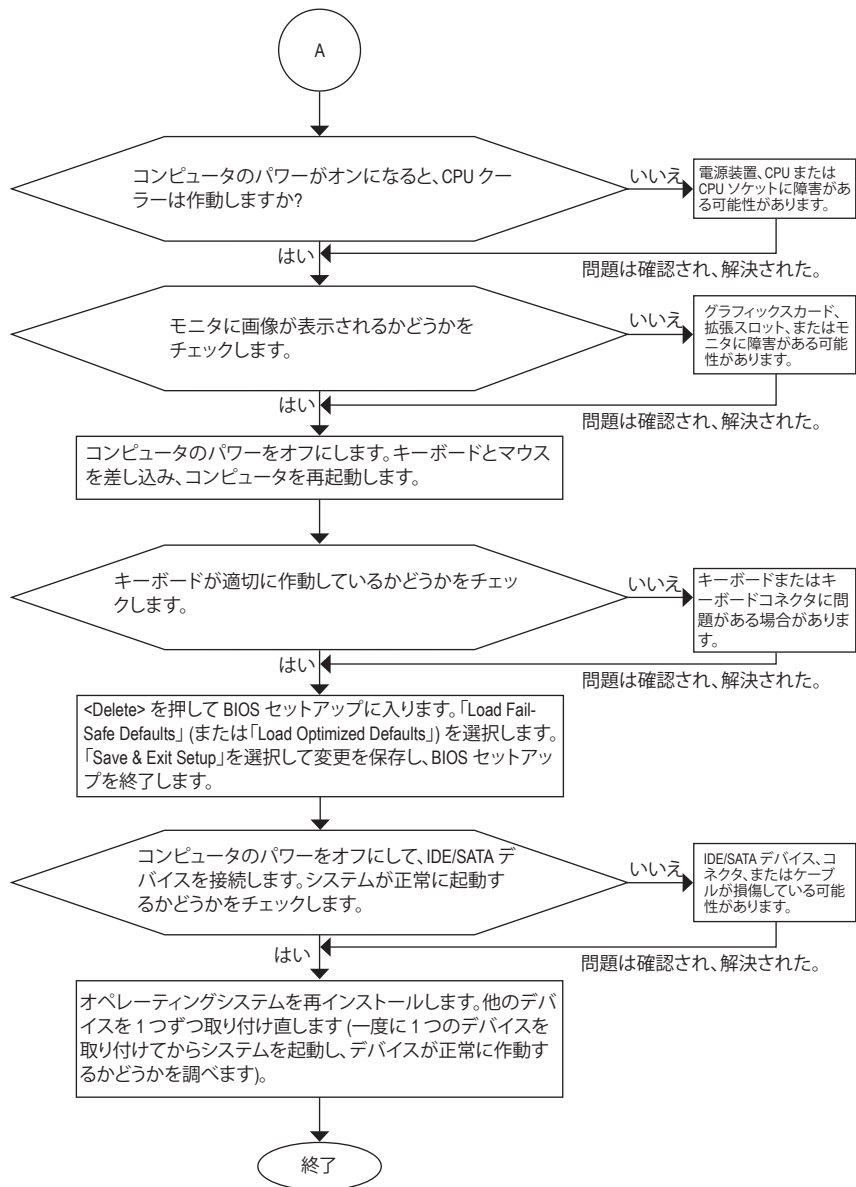 A
コンピュータのパワーがオンになると、CPU クー
ラーは作動しますか?
いいえ
電源装置、CPU または
CPU ソケットに障害があ
る可能性があります。
はい
問題は確認され、解決された。
モニタに画像が表示されるかどうかを
チェックします。
いいえ
グラフィックスカード、
拡張スロット、またはモ
ニタに障害がある可能
性があります。
はい
問題は確認され、解決された。
コンピュータのパワーをオフにします。キーボードとマウス
を差し込み、コンピュータを再起動します。
キーボードが適切に作動しているかどうかをチェッ
クします。
いいえ
キーボードまたはキ
ーボードコネクタに問
題がある場合がありま
す。
はい
問題は確認され、解決された。
<Delete> を押して BIOS セットアップに入ります。「Load Fail-
Safe Defaults」 (または「Load Optimized Defaults」) を選択します。
「Save & Exit Setup」を選択して変更を保存し、BIOS セットアッ
プを終了します。
コンピュータのパワーをオフにして、IDE/SATA デ
バイスを接続します。システムが正常に起動す
るかどうかをチェックします。
いいえ
IDE/SATA デバイス、コ
ネクタ、またはケーブ
ルが損傷している可能
性があります。
はい
問題は確認され、解決された。
オペレーティングシステムを再インストールします。他のデバ
イスを 1 つずつ取り付け直します (一度に 1 つのデバイスを
取り付けてからシステムを起動し、デバイスが正常に作動す
るかどうかを調べます)。
終了